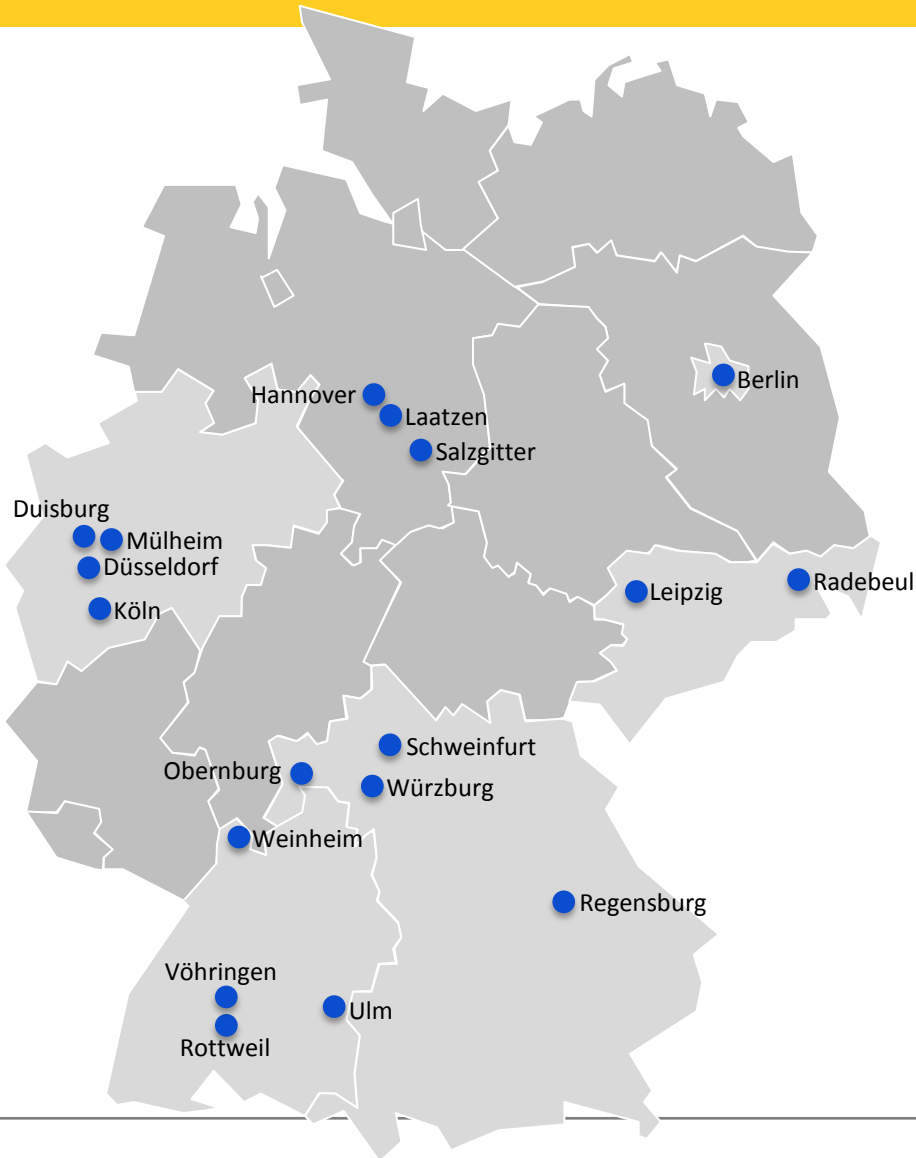 Berlin
Hannover
Laatzen
Salzgitter
Duisburg
Mülheim
Düsseldorf
Köln
Leipzig
Radebeul
Schweinfurt
Obernburg
Würzburg
Weinheim
Regensburg
Vöhringen
Ulm
Rottweil